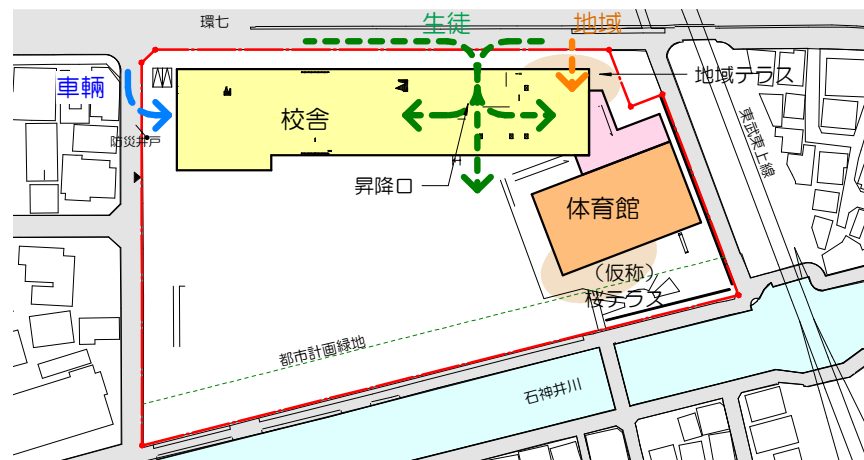 環七
生徒
地域
車輌
地域テラス
校舎
防災井戸
東武東上線
昇降口
体育館
（仮称）
桜テラス
都市計画緑地
石神井川